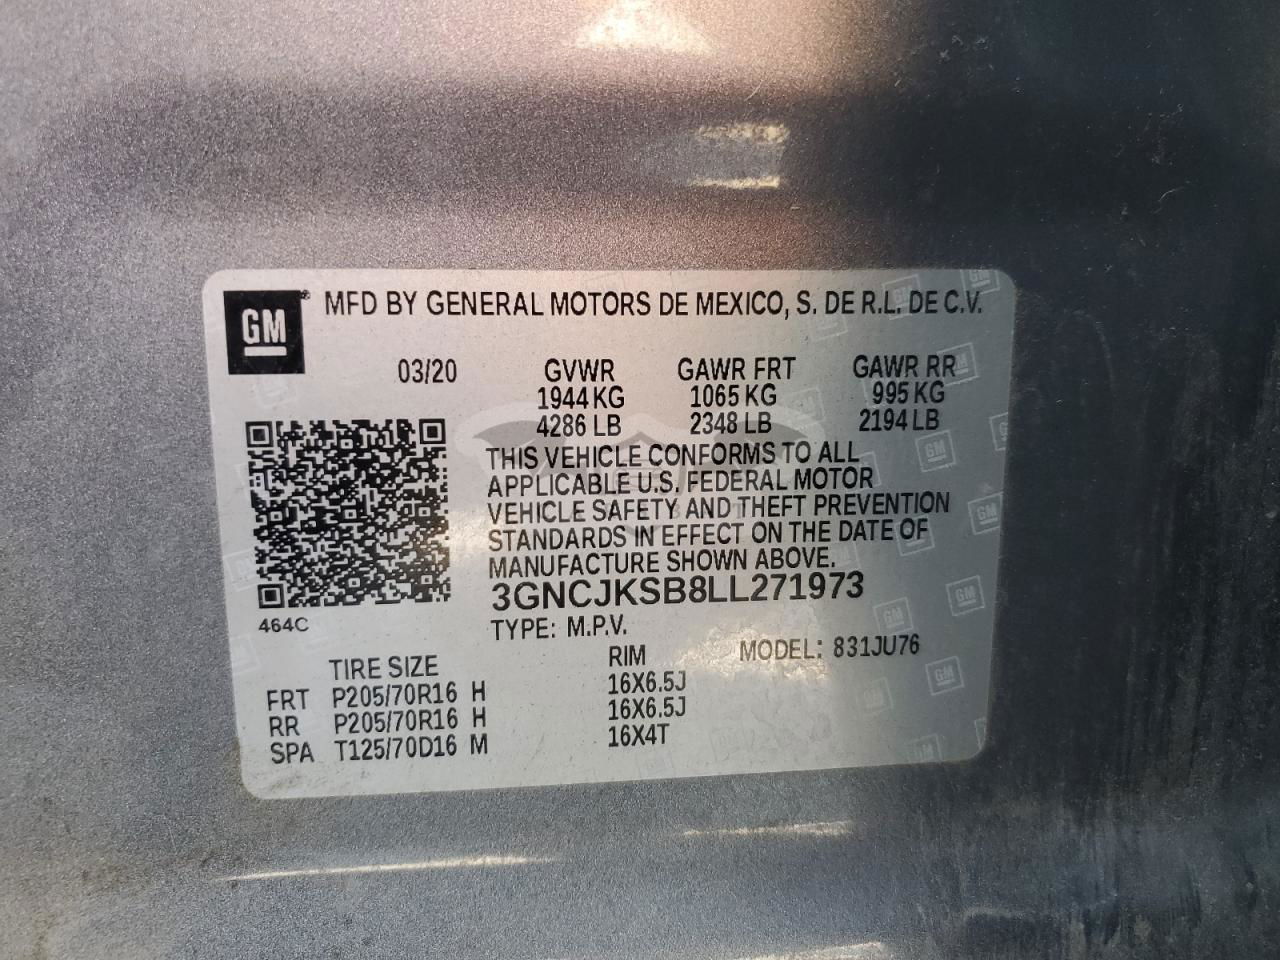 GM
MFD BY GENERAL MOTORS DE MEXICO, S. DE R.L. DE C.V.
03/20 GVWR GAWR FRT GAWR RR
1944 KG 1065 KG 995 KG
4286 LB 2348 LB 2194 LB
THIS VEHICLE CONFORMS TO ALL
APPLICABLE U.S. FEDERAL MOTOR
VEHICLE SAFETY AND THEFT PREVENTION
STANDARDS IN EFFECT ON THE DATE OF
MANUFACTURE SHOWN ABOVE.
3GNCJKSB8LL271973
464C
TYPE: M.P.V.
MODEL: 831JU76
TIRE SIZE RIM
FRT P205/70R16 H 16X6.5J
RR P205/70R16 H 16X6.5J
SPA T125/70D16 M 16X4T